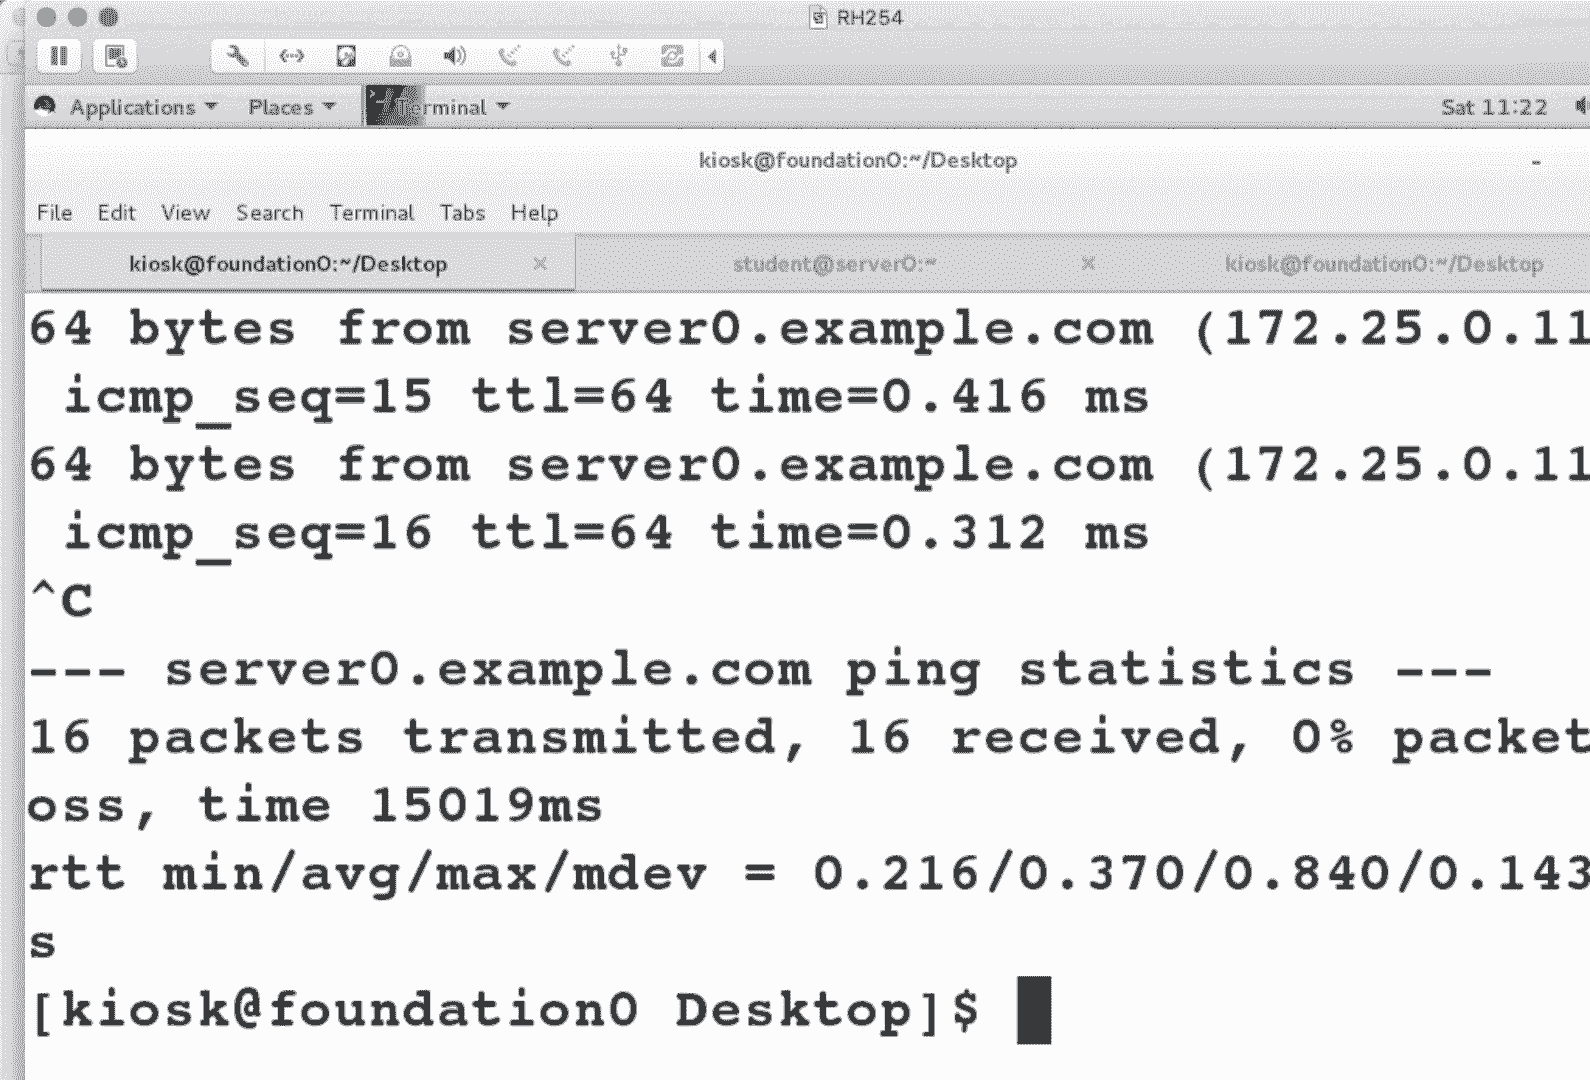 RH254
Applications Places Terminal Sat 11:22
kiosk@foundation0:~/Desktop
File Edit View Search Terminal Tabs Help
kiosk@foundation0:~/Desktop student@server0:~ kiosk@foundation0:~/Desktop
64 bytes from server0.example.com (172.25.0.11
icmp_seq=15 ttl=64 time=0.416 ms
64 bytes from server0.example.com (172.25.0.11
icmp_seq=16 ttl=64 time=0.312 ms
^C
--- server0.example.com ping statistics ---
16 packets transmitted, 16 received, 0% packet
oss, time 15019ms
rtt min/avg/max/mdev = 0.216/0.370/0.840/0.143
s
[kiosk@foundation0 Desktop]$